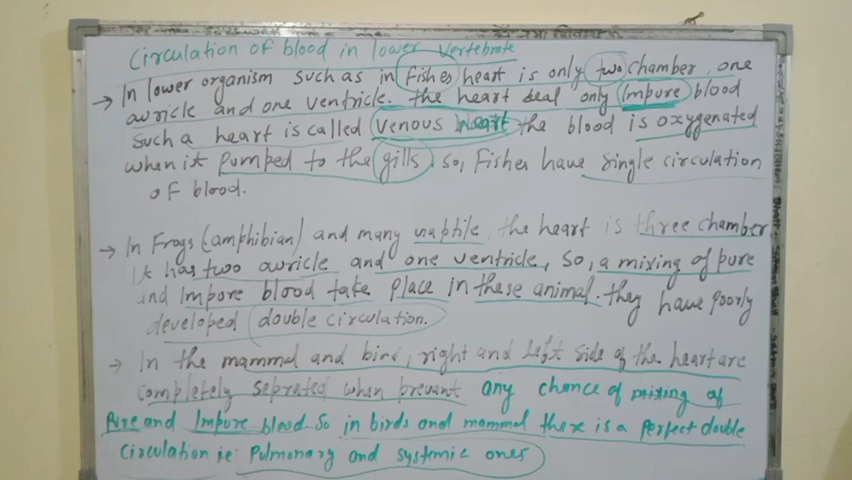 Circulation of blood in lower vertebrate
→ In lower organism such as in fishes heart is only two chamber, one
auricle and one ventricle. the heart deal only Impure blood
such a heart is called venous heart the blood is oxygenated
when it pumped to the gills. so, fishes have single circulation
of blood.
→ In Frogs (amphibian) and many reaptile, the heart is three chamber
It has two auricle and one ventricle, So, a mixing of pure
and Impure blood take place in these animal. they have poorly
developed double circulation.
→ In the mammal and bird, right and left side of the heart are
completely seprated when prevent any chance of mixing of
Pure and Impure blood. So in birds and mammal there is a perfect double
circulation i.e: pulmonary and systemic ones